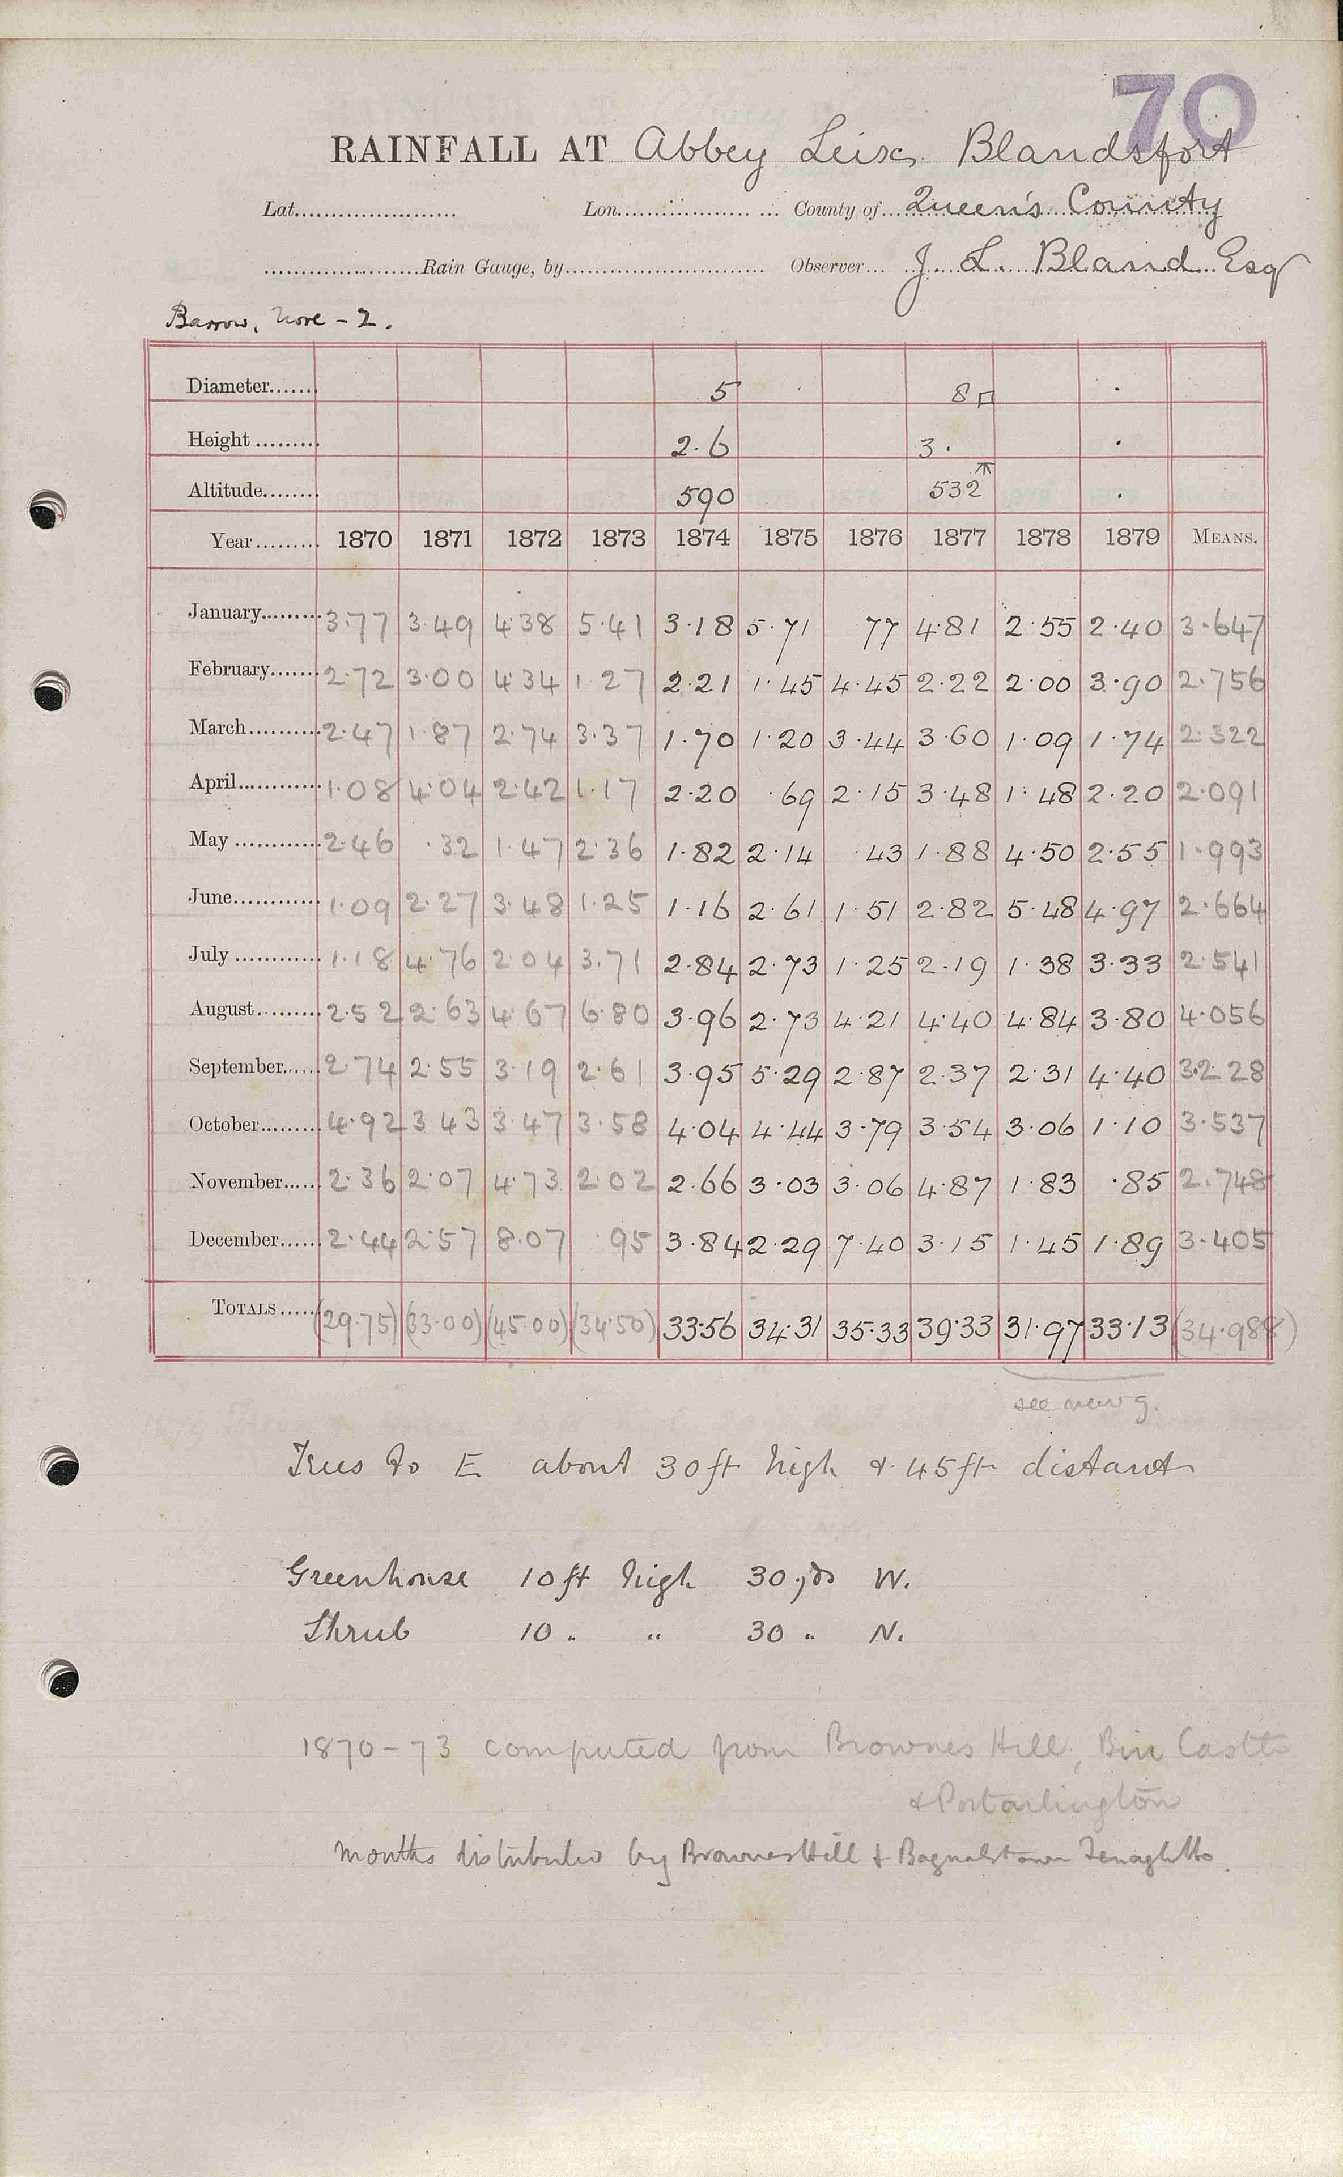 70
RAINFALL AT Abbey Leix, Blandsfort
Lat. Lon. County of Queen's County
Rain Gauge, by Observer J. L. Bland Esq
Barrow, Nore - 2.
Diameter 5 8□ ·
Height 2·6 3· ·
Altitude 590 532 ·
Year 1870 1871 1872 1873 1874 1875 1876 1877 1878 1879 MEANS.
January 3·77 3·49 4·38 5·41 3·18 5·71 77 4·81 2·55 2·40 3·647
February 2·72 3·00 4·34 1·27 2·21 1·45 4·45 2·22 2·00 3·90 2·756
March 2·47 1·87 2·74 3·37 1·70 1·20 3·44 3·60 1·09 1·74 2·322
April 1·08 4·04 2·42 1·17 2·20 ·69 2·15 3·48 1·48 2·20 2·091
May 2·46 ·32 1·47 2·36 1·82 2·14 43 1·88 4·50 2·55 1·993
June 1·09 2·27 3·48 1·25 1·16 2·61 1·51 2·82 5·48 4·97 2·664
July 1·18 4·76 2·04 3·71 2·84 2·73 1·25 2·19 1·38 3·33 2·541
August 2·52 2·63 4·67 6·80 3·96 2·73 4·21 4·40 4·84 3·80 4·056
September 2·74 2·55 3·19 2·61 3·95 5·29 2·87 2·37 2·31 4·40 3·228
October 4·92 3·43 3·47 3·58 4·04 4·44 3·79 3·54 3·06 1·10 3·537
November 2·36 2·07 4·73 2·02 2·66 3·03 3·06 4·87 1·83 ·85 2·748
December 2·44 2·57 8·07 95 3·84 2·29 7·40 3·15 1·45 1·89 3·405
TOTALS (29·75) (33·00) (45·00) (34·50) 33·56 34·31 35·33 39·33 31·97 33·13 (34·988)
see new g.
Trees to E about 30ft high & 45ft distant
Greenhouse 10ft high 30yds W.
Shrub 10 " " 30 " N.
1870-73 computed from Brownes Hill, Birr Castle
& Portarlington
Months distributed by Brownes Hill & Bagnalstown